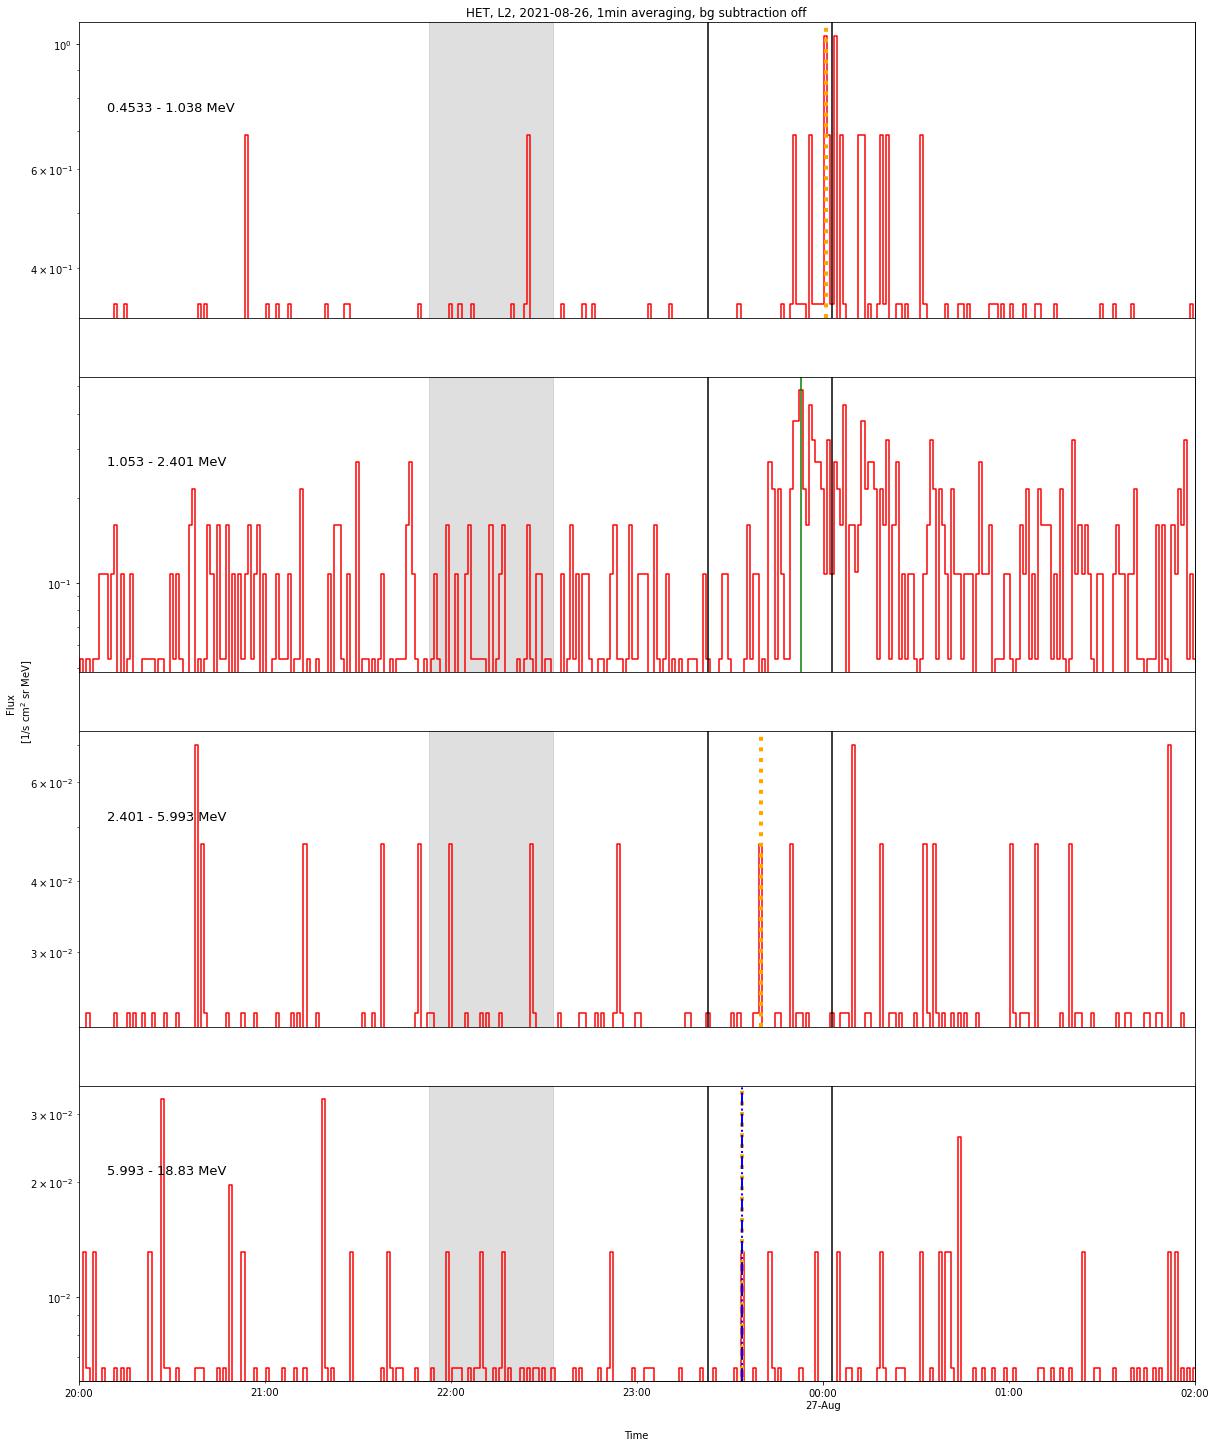 HET, L2, 2021-08-26, 1min averaging, bg subtraction off
10⁰
0.4533 - 1.038 MeV
6 × 10⁻¹
4 × 10⁻¹
1.053 - 2.401 MeV
10⁻¹
Flux
[1/s cm² sr MeV]
6 × 10⁻²
2.401 - 5.993 MeV
4 × 10⁻²
3 × 10⁻²
3 × 10⁻²
5.993 - 18.83 MeV
2 × 10⁻²
10⁻²
20:00 21:00 22:00 23:00 00:00 01:00 02:00
27-Aug
Time